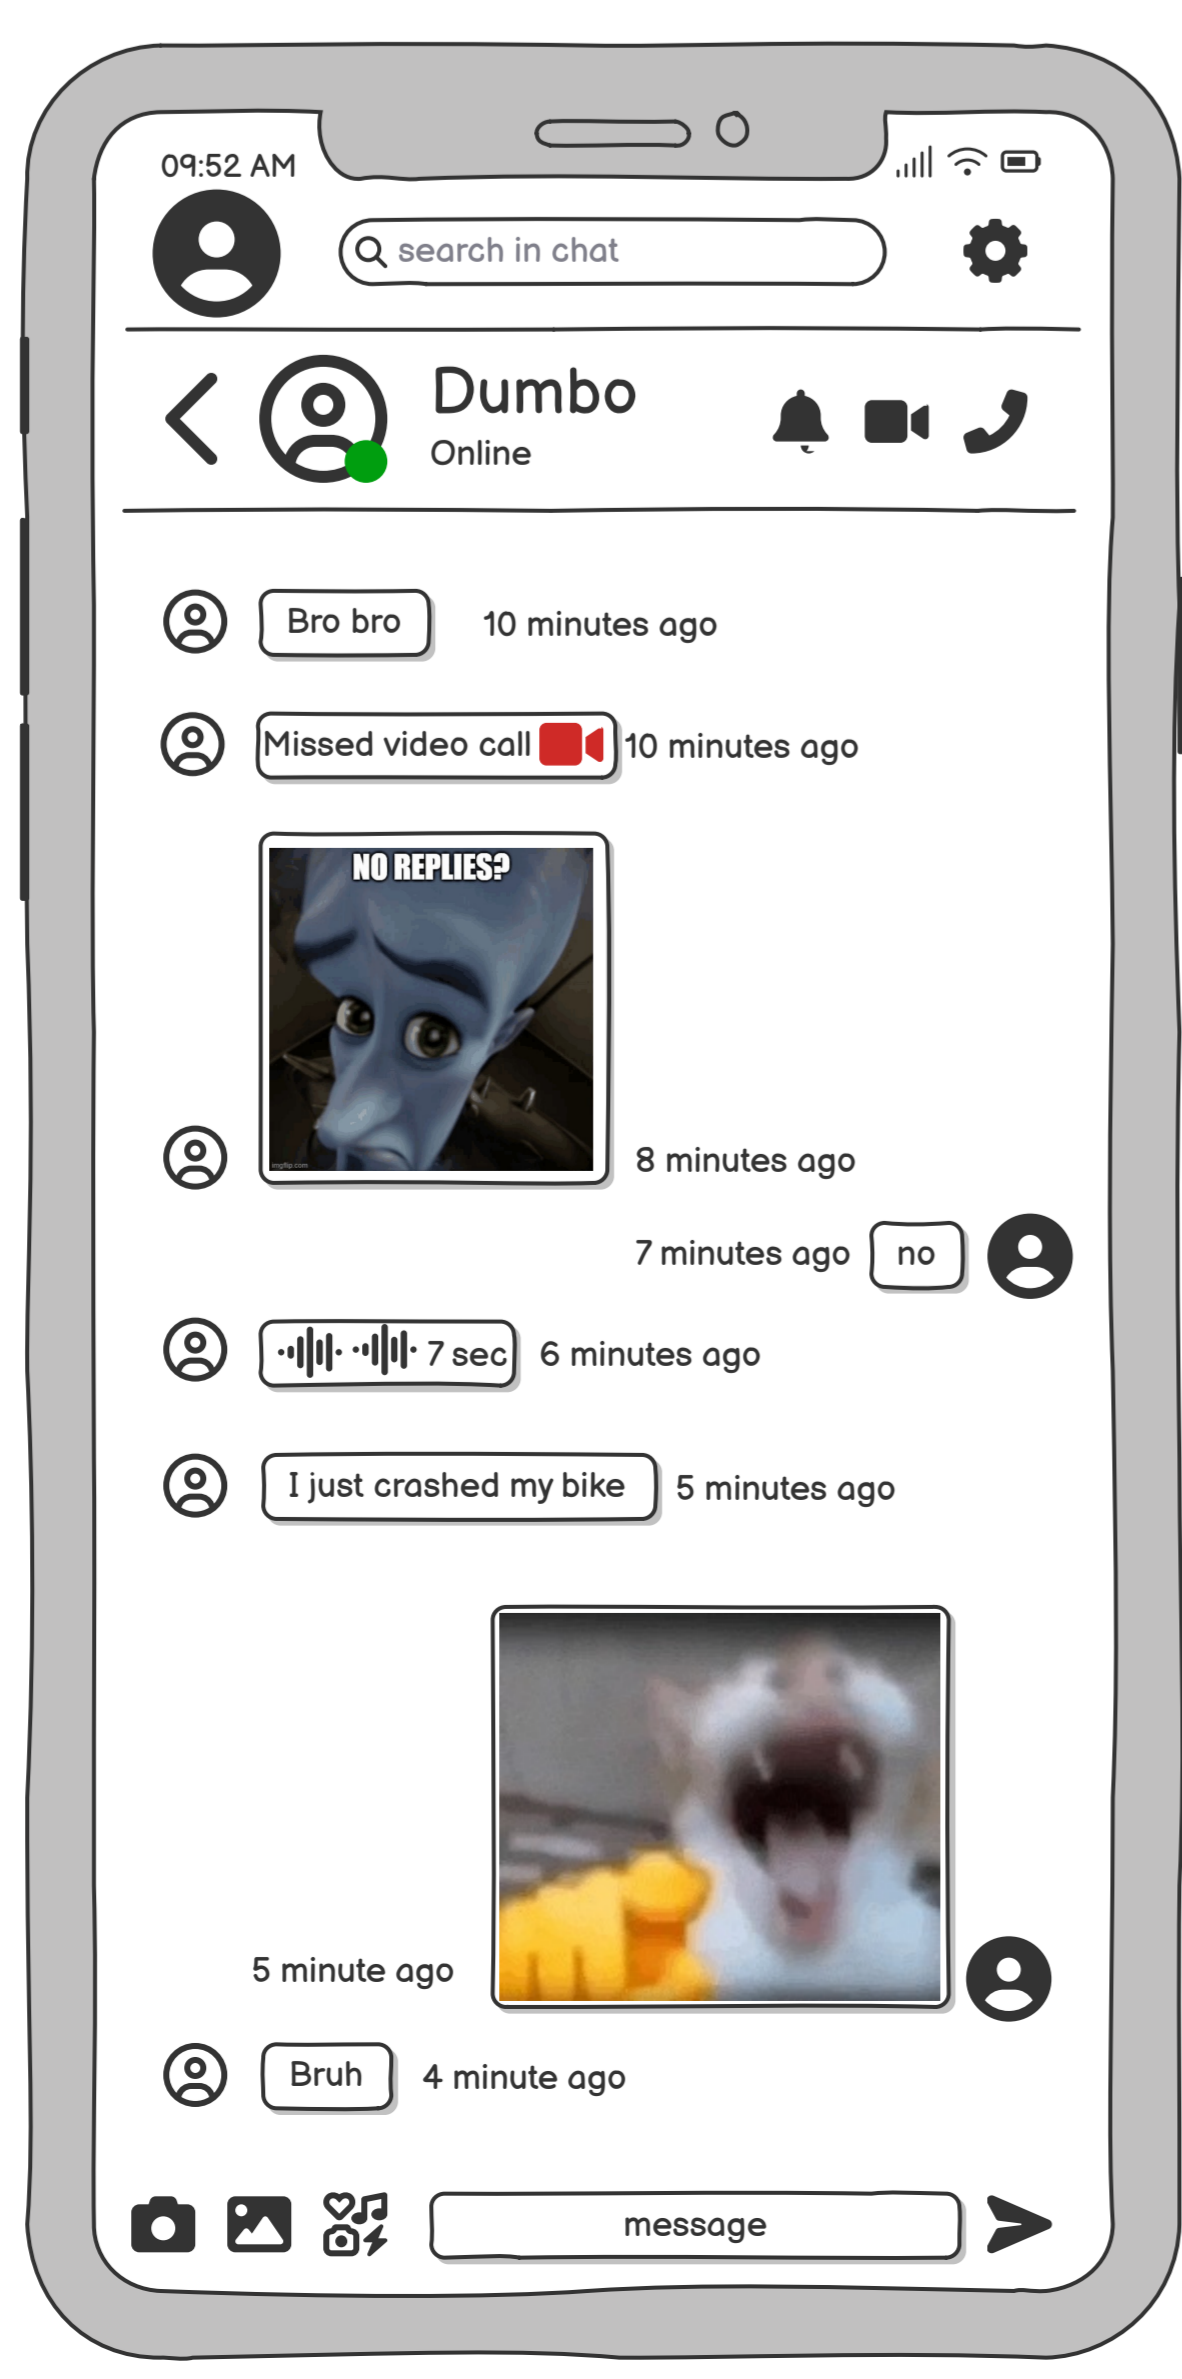 09:52 AM
search in chat
Dumbo
Online
Bro bro 10 minutes ago
Missed video call 10 minutes ago
NO REPLIES?
imgflip.com
8 minutes ago
7 minutes ago no
7 sec 6 minutes ago
I just crashed my bike 5 minutes ago
5 minute ago
Bruh 4 minute ago
message